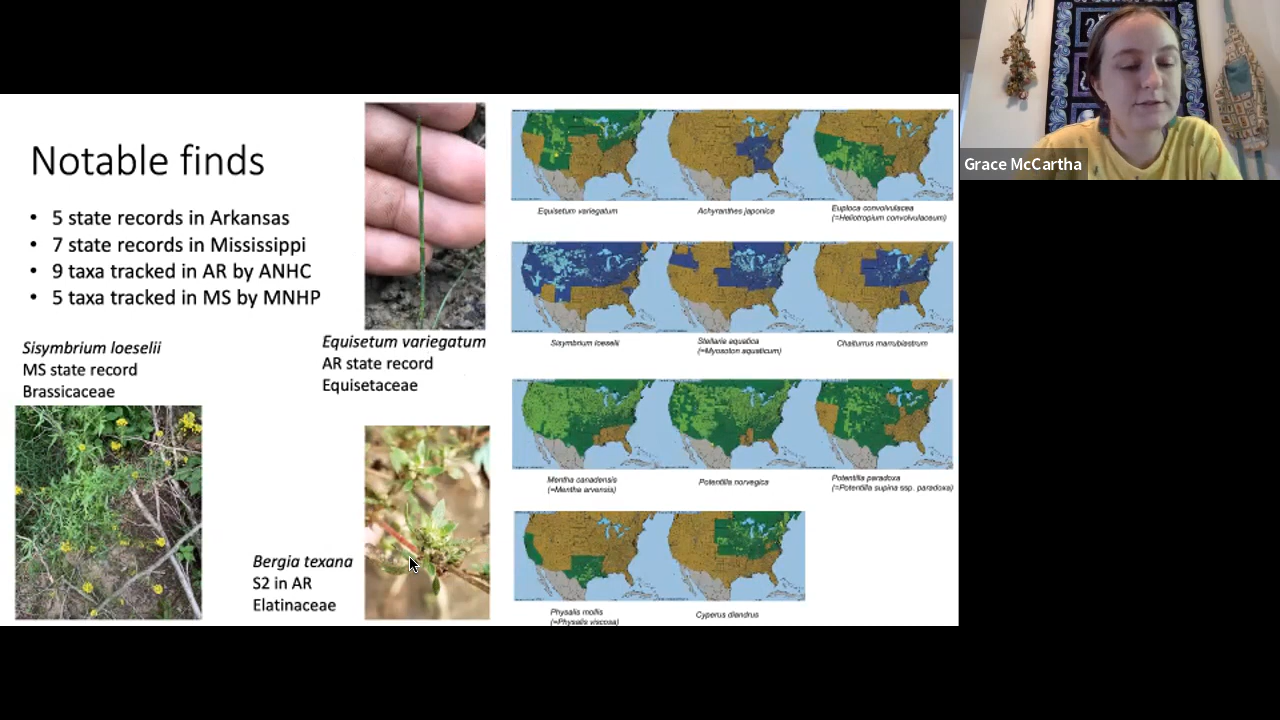 Notable finds
• 5 state records in Arkansas
• 7 state records in Mississippi
• 9 taxa tracked in AR by ANHC
• 5 taxa tracked in MS by MNHP
Sisymbrium loeselii
MS state record
Brassicaceae
Equisetum variegatum
AR state record
Equisetaceae
Bergia texana
S2 in AR
Elatinaceae
Equisetum variegatum
Achyranthes japonica
Euploca convolvulacea
(=Heliotropium convolvulaceum)
Sisymbrium loeselii
Stellaria aquatica
(=Myosoton aquaticum)
Chaiturus marrubiastrum
Mentha canadensis
(=Mentha arvensis)
Potentilla norvegica
Potentilla paradoxa
(=Potentilla supina ssp. paradoxa)
Physalis mollis
(=Physalis viscosa)
Cyperus diandrus
Grace McCartha